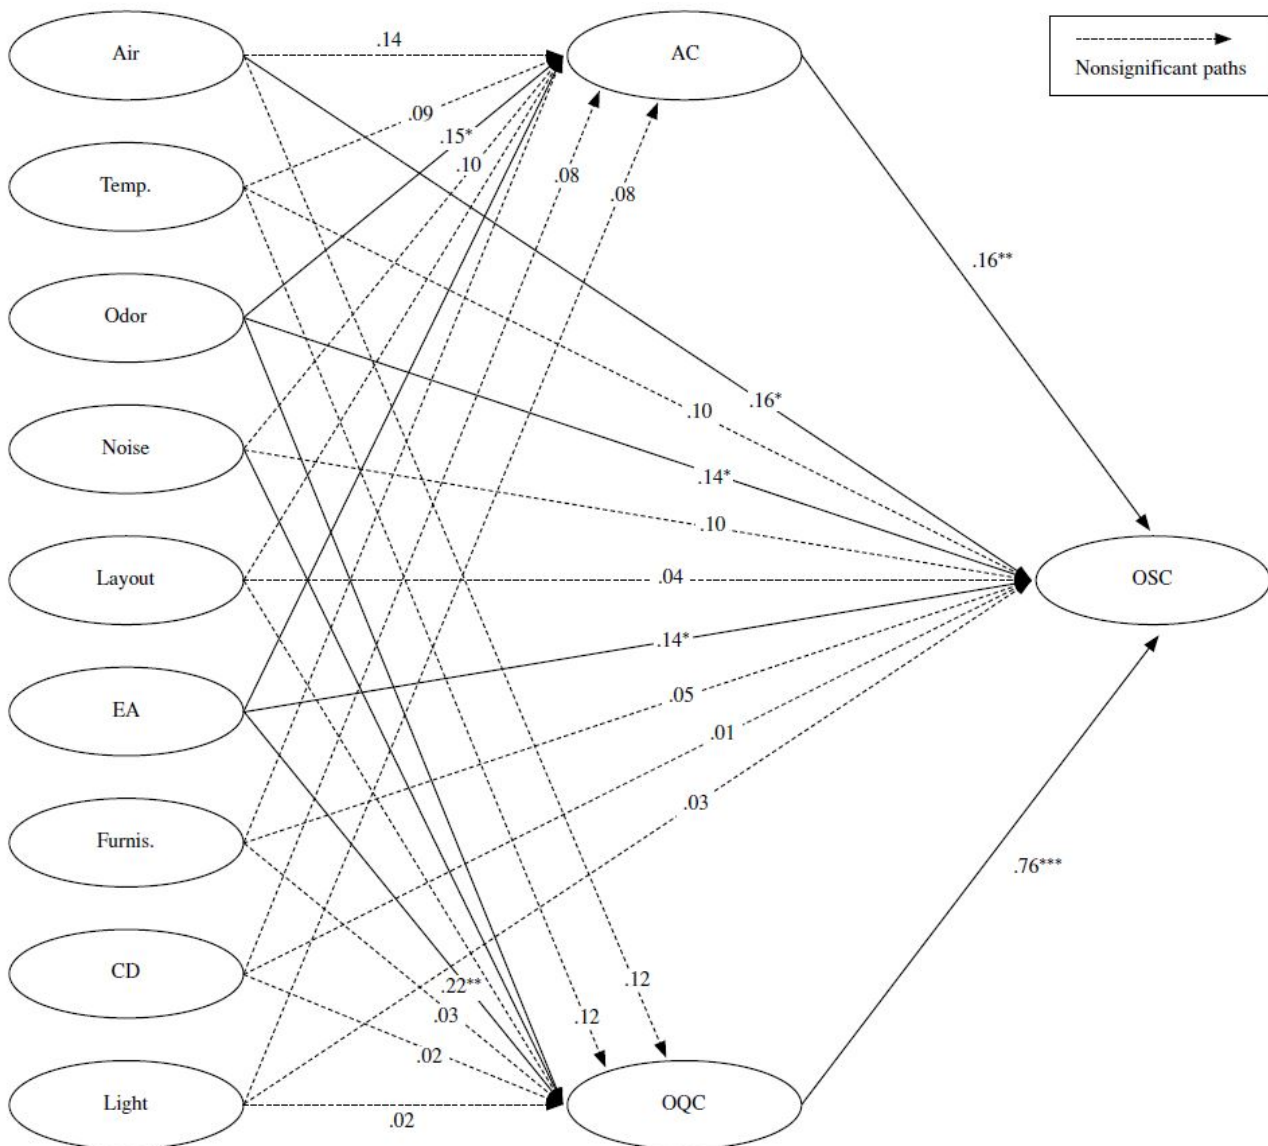 Air
.14
AC
Nonsignificant paths
.09
.15*
.10
Temp.
.08
.08
.16**
Odor
.16*
.10
Noise
.14*
.10
Layout
.04
OSC
.14*
EA
.05
.01
.03
Furnis.
.76***
CD
.22**
.12
.03
.12
.02
Light
.02
OQC